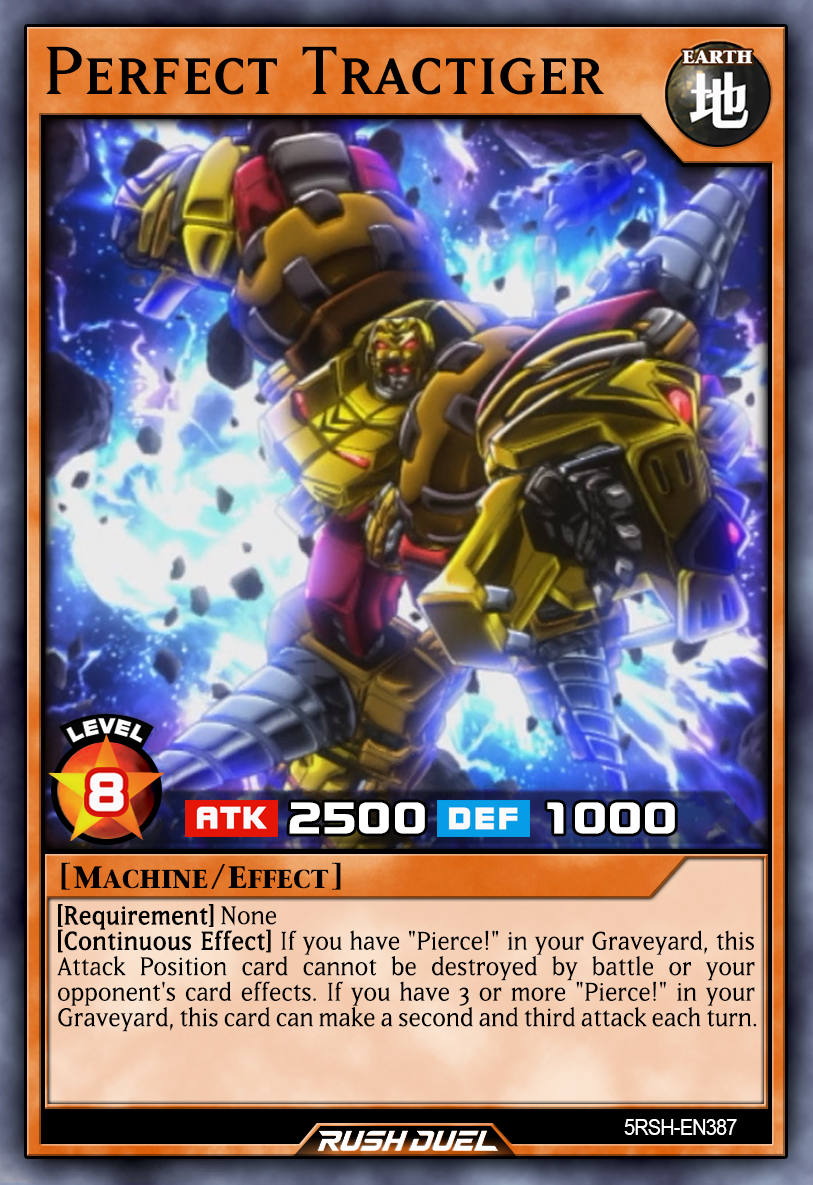 Perfect Tractiger
EARTH
地
LEVEL
8
ATK 2500 DEF 1000
[Machine/Effect]
[Requirement] None
[Continuous Effect] If you have "Pierce!" in your Graveyard, this
Attack Position card cannot be destroyed by battle or your
opponent's card effects. If you have 3 or more "Pierce!" in your
Graveyard, this card can make a second and third attack each turn.
5RSH-EN387
RUSH DUEL